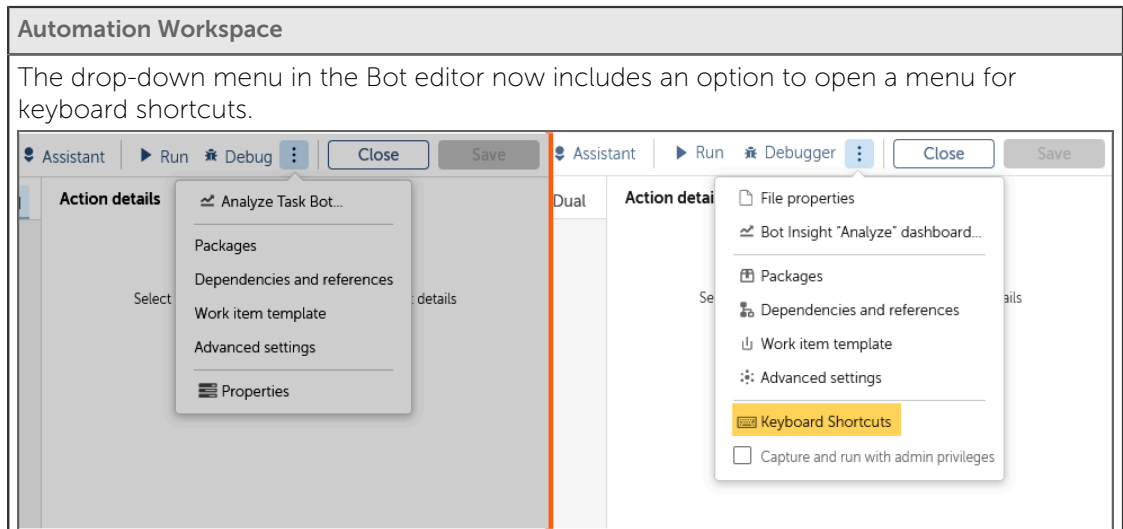 Automation Workspace
The drop-down menu in the Bot editor now includes an option to open a menu for
keyboard shortcuts.
Assistant Run Debug Close Save
Action details
Analyze Task Bot...
Packages
Dependencies and references
Select details
Work item template
Advanced settings
Properties
Assistant Run Debugger Close Save
Dual Action detai
File properties
Bot Insight "Analyze" dashboard...
Packages
Se ails
Dependencies and references
Work item template
Advanced settings
Keyboard Shortcuts
Capture and run with admin privileges